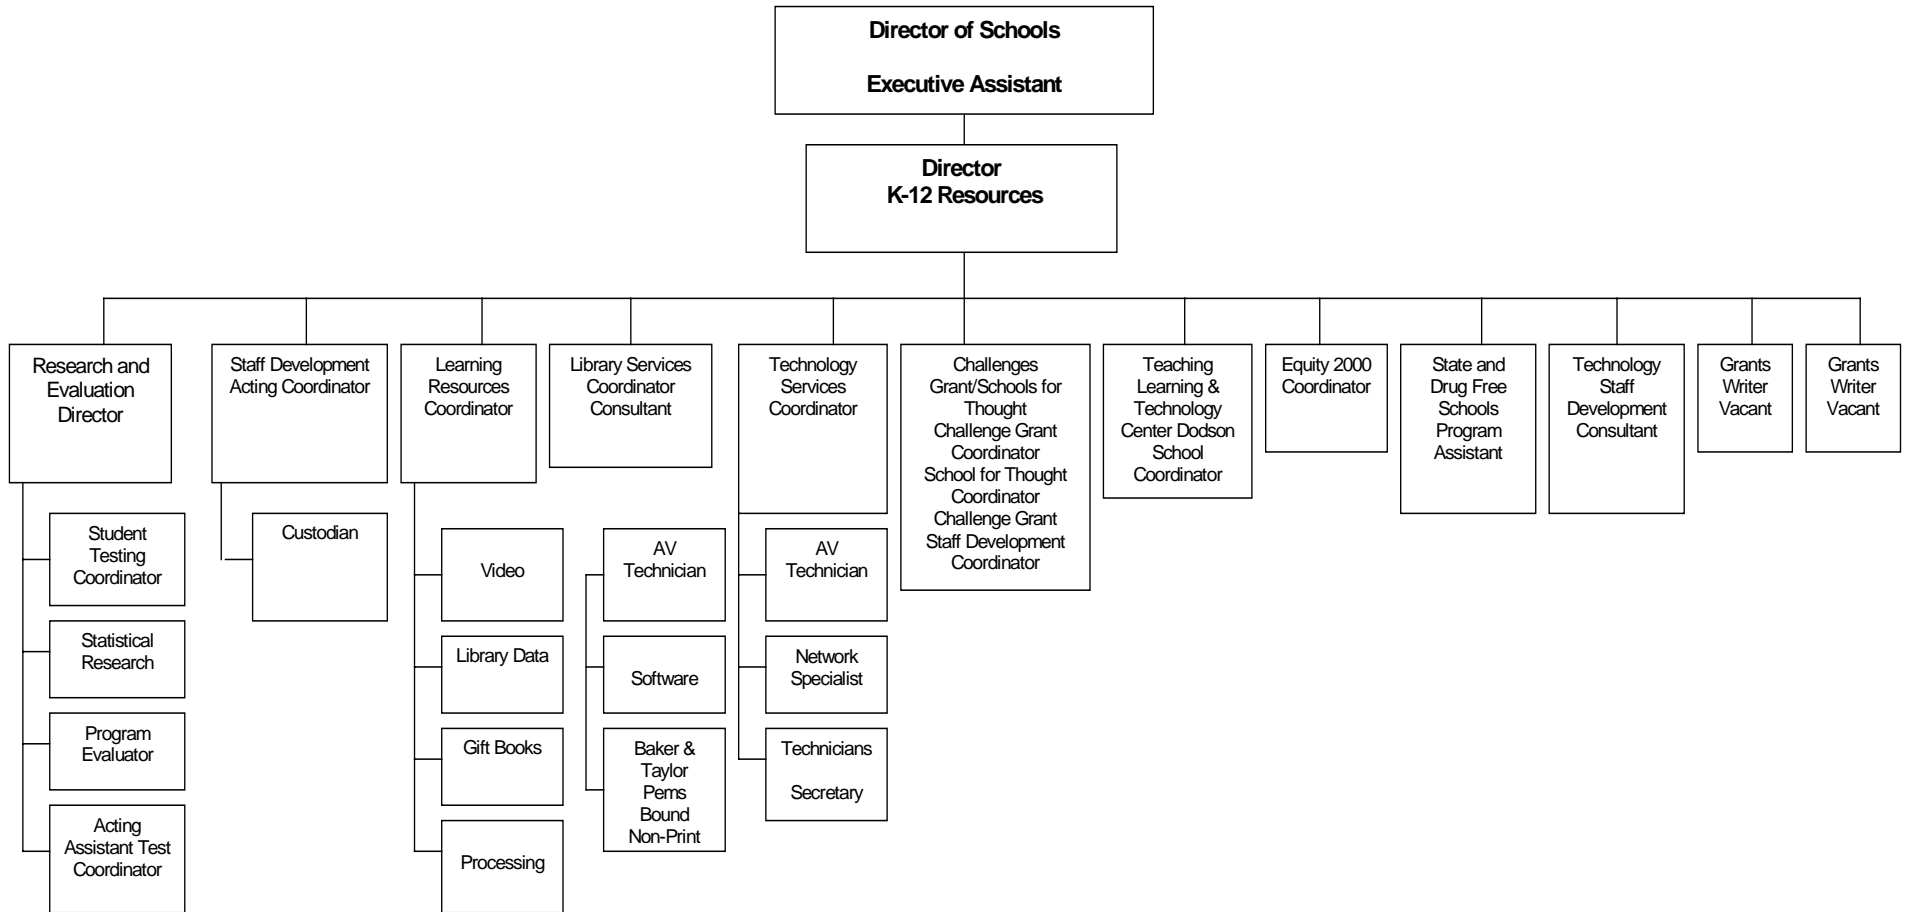 Director of Schools
Executive Assistant
Director
K-12 Resources
Research and
Evaluation
Director
Staff Development
Acting Coordinator
Learning
Resources
Coordinator
Library Services
Coordinator
Consultant
Technology
Services
Coordinator
Challenges
Grant/Schools for
Thought
Challenge Grant
Coordinator
School for Thought
Coordinator
Challenge Grant
Staff Development
Coordinator
Teaching
Learning &
Technology
Center Dodson
School
Coordinator
Equity 2000
Coordinator
State and
Drug Free
Schools
Program
Assistant
Technology
Staff
Development
Consultant
Grants
Writer
Vacant
Grants
Writer
Vacant
Student
Testing
Coordinator
Statistical
Research
Program
Evaluator
Acting
Assistant Test
Coordinator
Custodian
Video
Library Data
Gift Books
Processing
AV
Technician
Software
Baker &
Taylor
Pems
Bound
Non-Print
AV
Technician
Network
Specialist
Technicians
Secretary